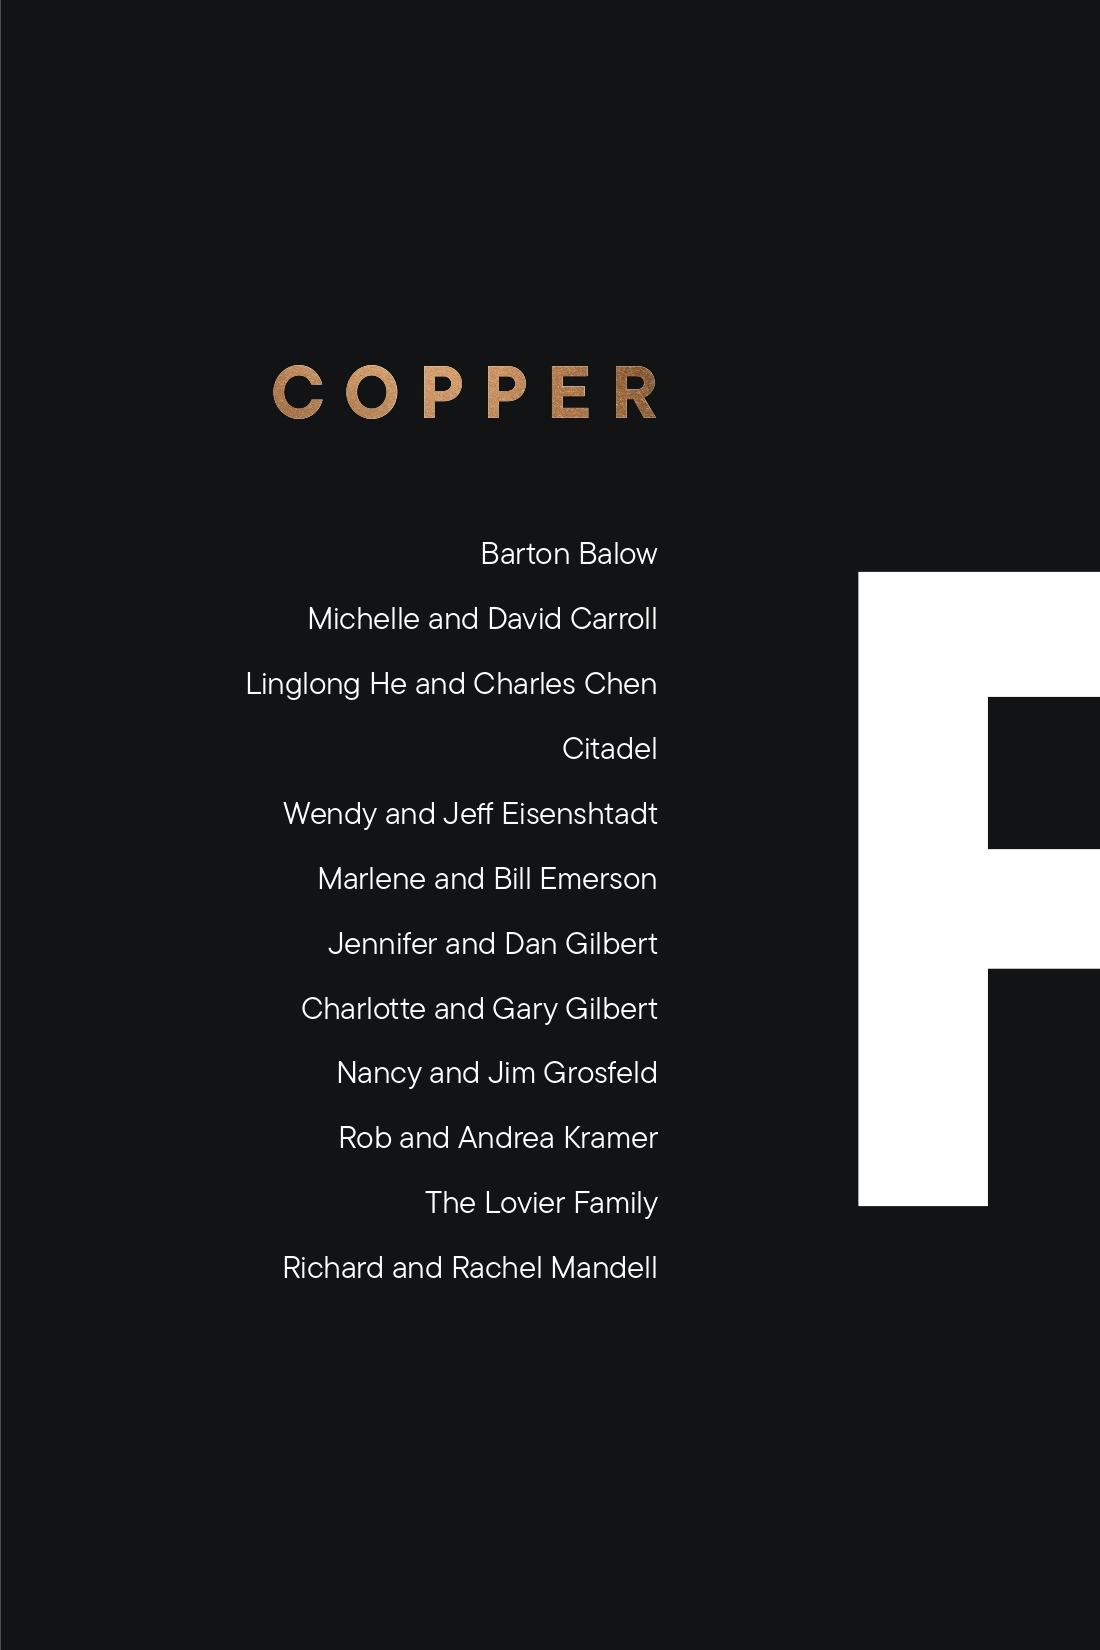 COPPER
Barton Balow
Michelle and David Carroll
Linglong He and Charles Chen
Citadel
Wendy and Jeff Eisenshtadt
Marlene and Bill Emerson
Jennifer and Dan Gilbert
Charlotte and Gary Gilbert
Nancy and Jim Grosfeld
Rob and Andrea Kramer
The Lovier Family
Richard and Rachel Mandell